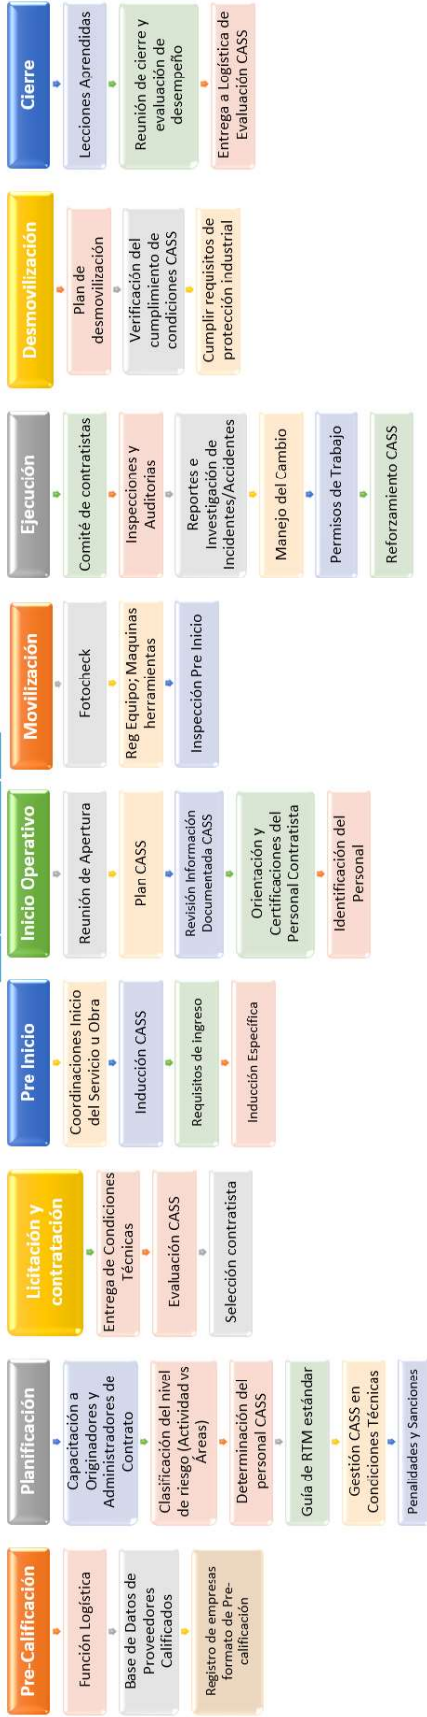 Pre-Calificación
Función Logística
Base de Datos de
Proveedores
Calificados
Registro de empresas
formato de Pre-
calificación
Planificación
Capacitación a
Originadores y
Administradores de
Contrato
Clasificación del nivel
de riesgo (Actividad vs
Áreas)
Determinación del
personal CASS
Guía de RTM estándar
Gestión CASS en
Condiciones Técnicas
Penalidades y Sanciones
Licitación y
contratación
Entrega de Condiciones
Técnicas
Evaluación CASS
Selección contratista
Pre Inicio
Coordinaciones Inicio
del Servicio u Obra
Inducción CASS
Requisitos de ingreso
Inducción Específica
Inicio Operativo
Reunión de Apertura
Plan CASS
Revisión Información
Documentada CASS
Orientación y
Certificaciones del
Personal Contratista
Identificación del
Personal
Movilización
Fotocheck
Reg Equipo; Maquinas
herramientas
Inspección Pre Inicio
Ejecución
Comité de contratistas
Inspecciones y
Auditorias
Reportes e
Investigación de
Incidentes/Accidentes
Manejo del Cambio
Permisos de Trabajo
Reforzamiento CASS
Desmovilización
Plan de
desmovilización
Verificación del
cumplimiento de
condiciones CASS
Cumplir requisitos de
protección industrial
Cierre
Lecciones Aprendidas
Reunión de cierre y
evaluación de
desempeño
Entrega a Logística de
Evaluación CASS